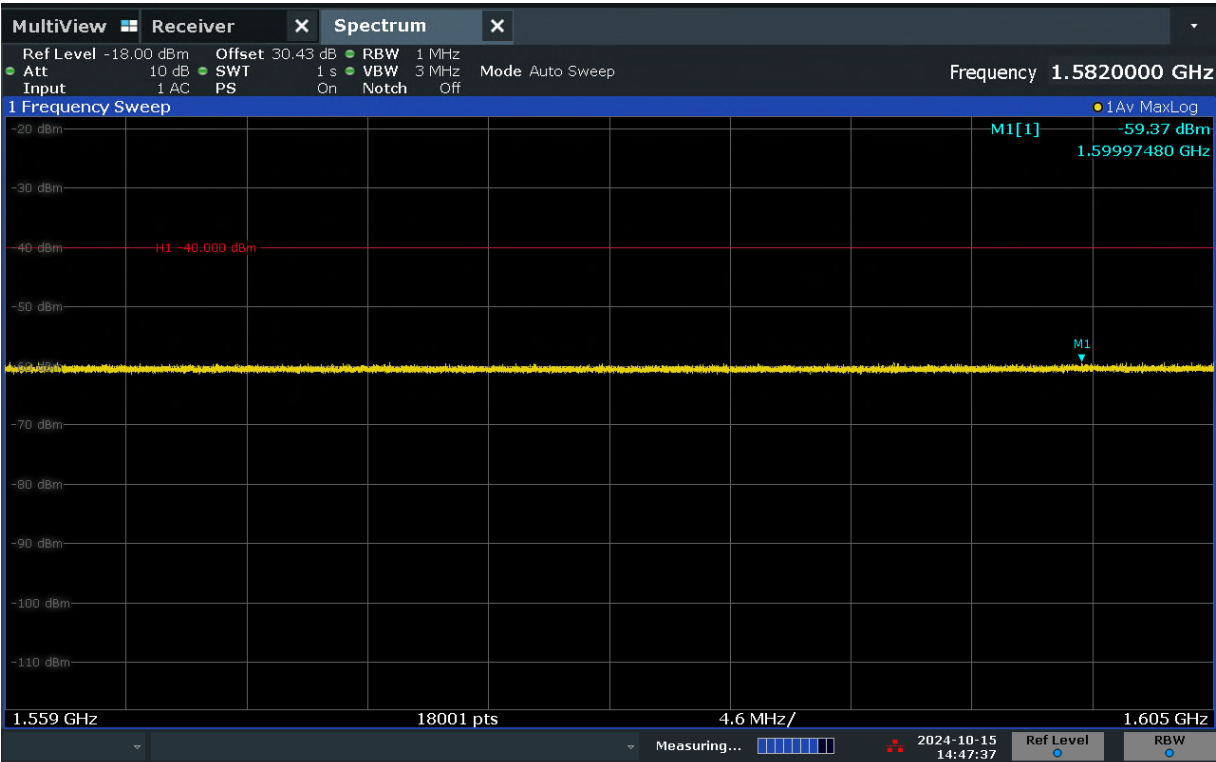 MultiView Receiver Spectrum
Ref Level -18.00 dBm Offset 30.43 dB RBW 1 MHz
Att 10 dB SWT 1 s VBW 3 MHz Mode Auto Sweep Frequency 1.5820000 GHz
Input 1 AC PS On Notch Off
1 Frequency Sweep 1Av MaxLog
-20 dBm M1[1] -59.37 dBm
1.59997480 GHz
-30 dBm
-40 dBm H1 -40.000 dBm
-50 dBm
M1
-70 dBm
-80 dBm
-90 dBm
-100 dBm
-110 dBm
1.559 GHz 18001 pts 4.6 MHz/ 1.605 GHz
Measuring... 2024-10-15 Ref Level RBW
14:47:37